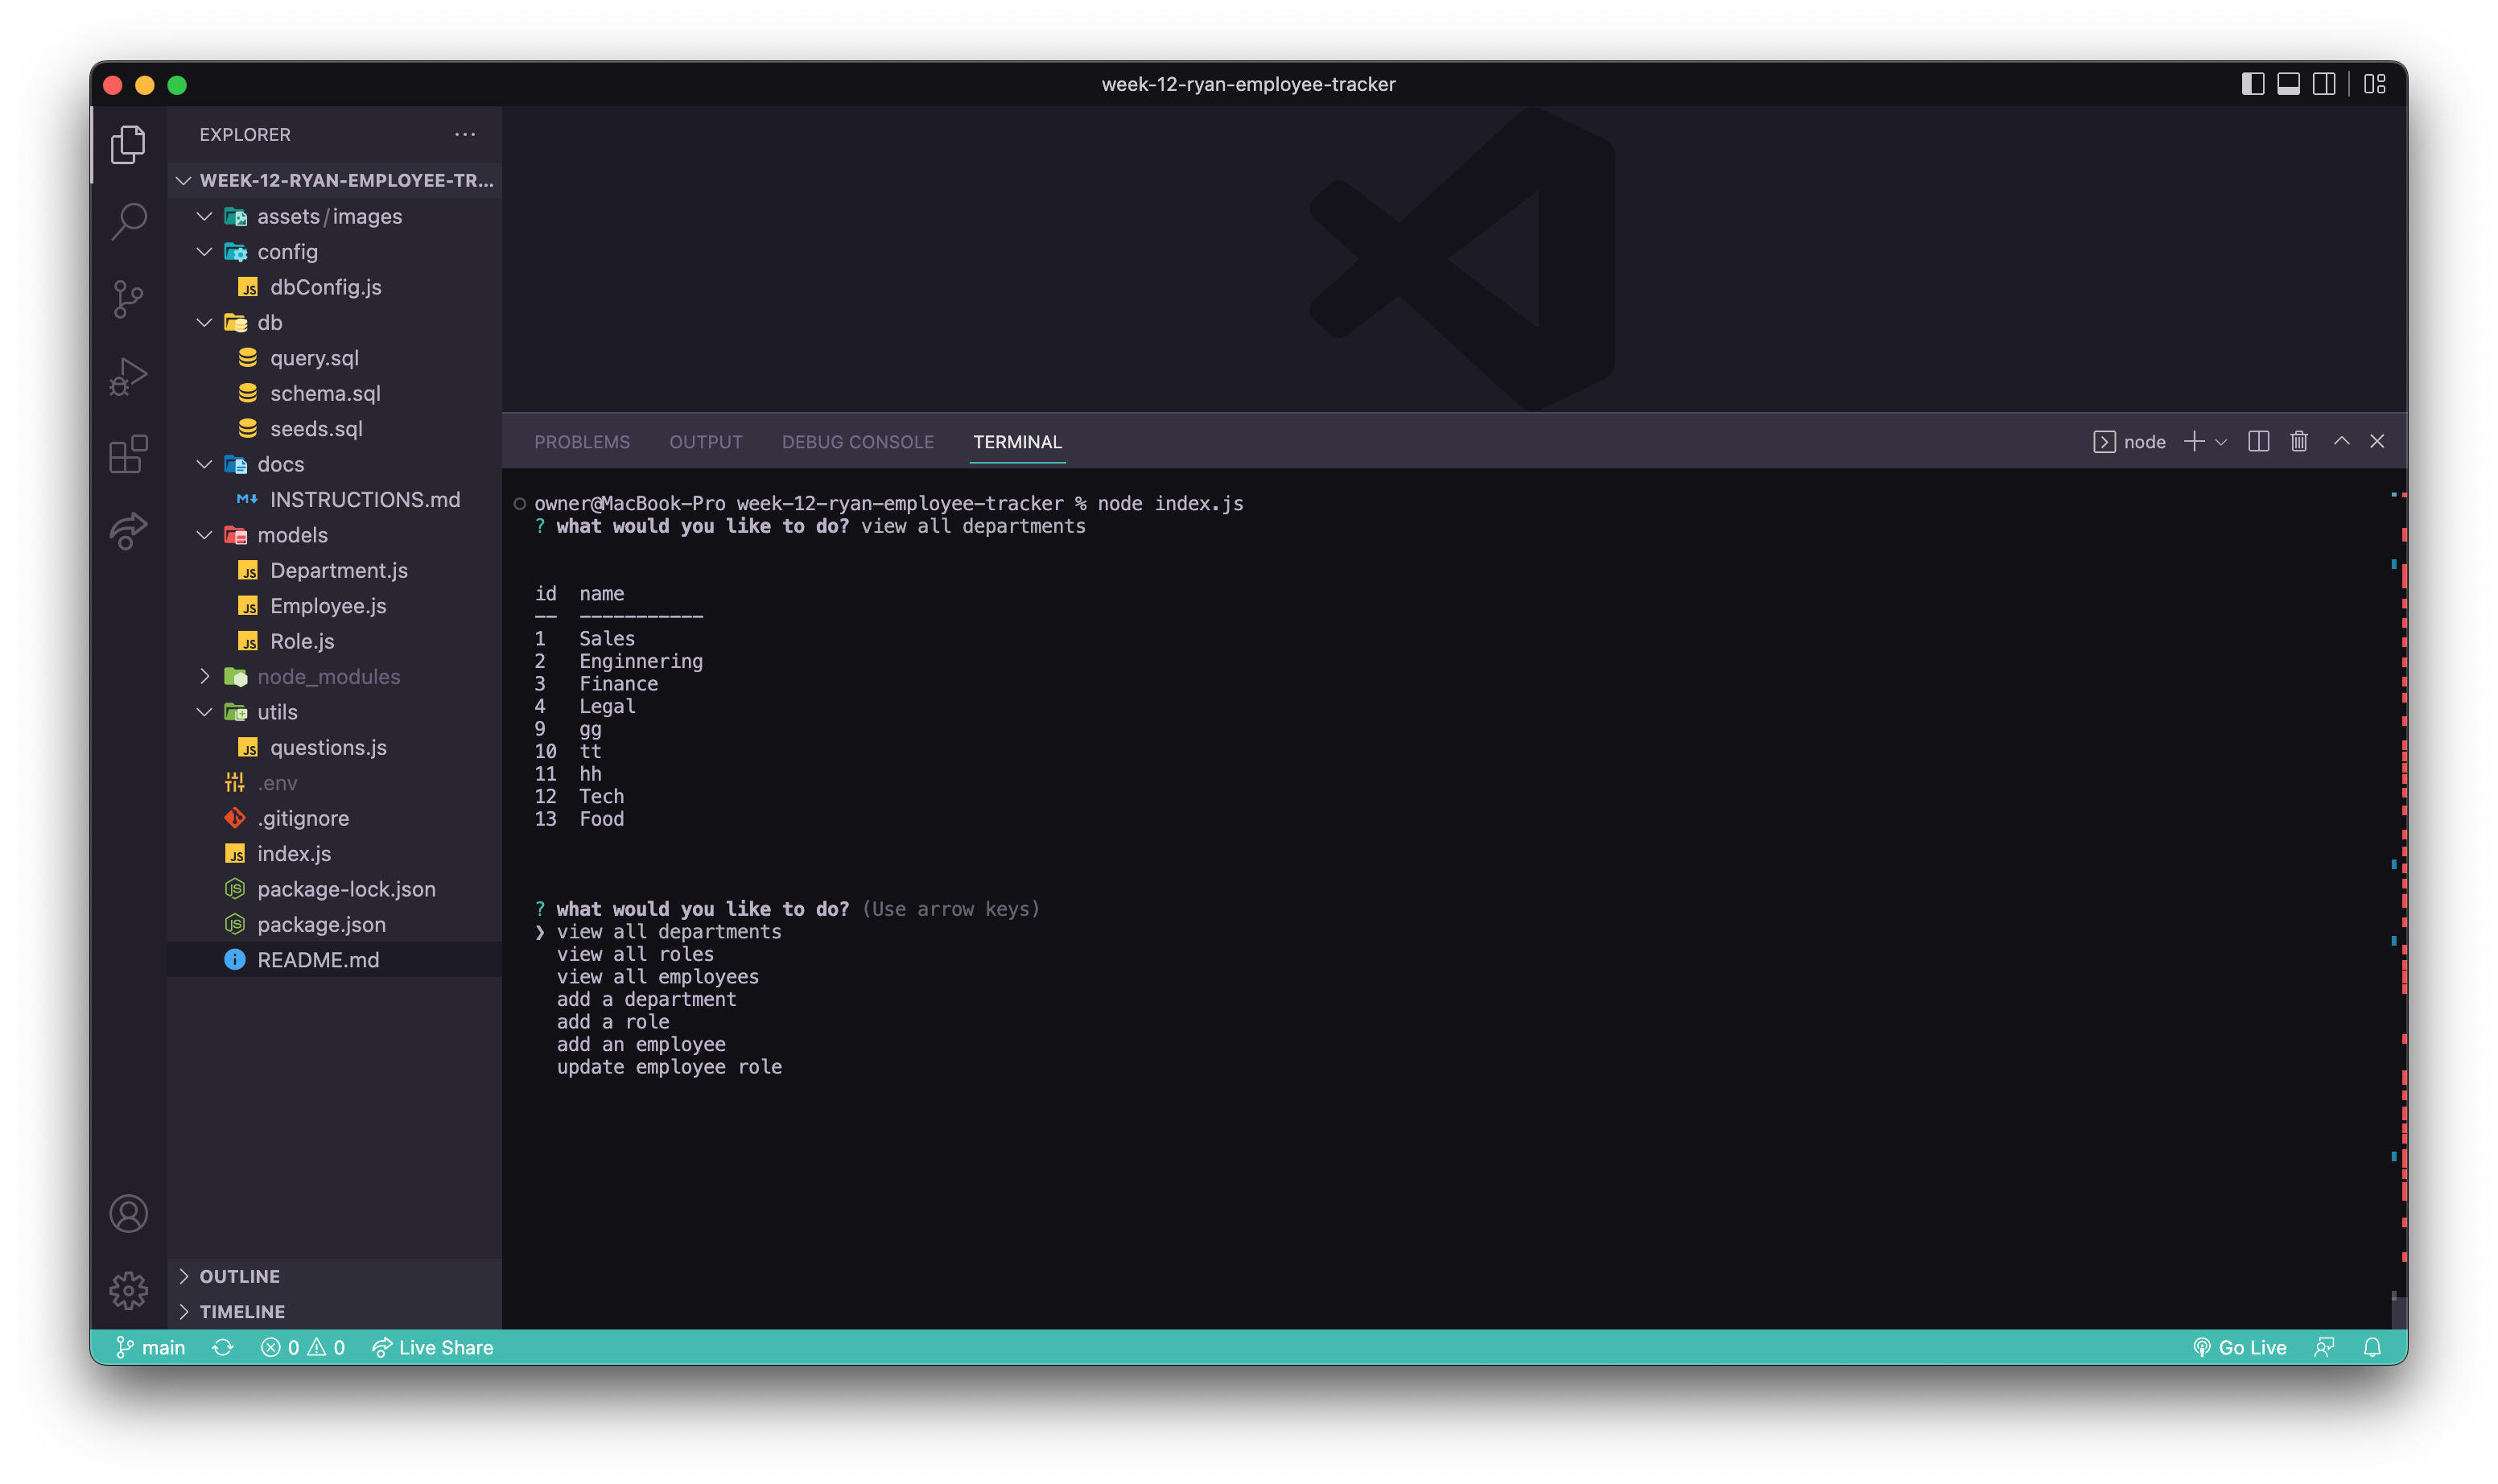 week-12-ryan-employee-tracker
EXPLORER
WEEK-12-RYAN-EMPLOYEE-TR...
assets/images
config
dbConfig.js
db
query.sql
schema.sql
seeds.sql
docs
INSTRUCTIONS.md
models
Department.js
Employee.js
Role.js
node_modules
utils
questions.js
.env
.gitignore
index.js
package-lock.json
package.json
README.md
OUTLINE
TIMELINE
PROBLEMS OUTPUT DEBUG CONSOLE TERMINAL node
owner@MacBook-Pro week-12-ryan-employee-tracker % node index.js
? what would you like to do? view all departments
id name
-- -----------
1 Sales
2 Enginnering
3 Finance
4 Legal
9 gg
10 tt
11 hh
12 Tech
13 Food
? what would you like to do? (Use arrow keys)
❯ view all departments
view all roles
view all employees
add a department
add a role
add an employee
update employee role
main 0 0 Live Share Go Live